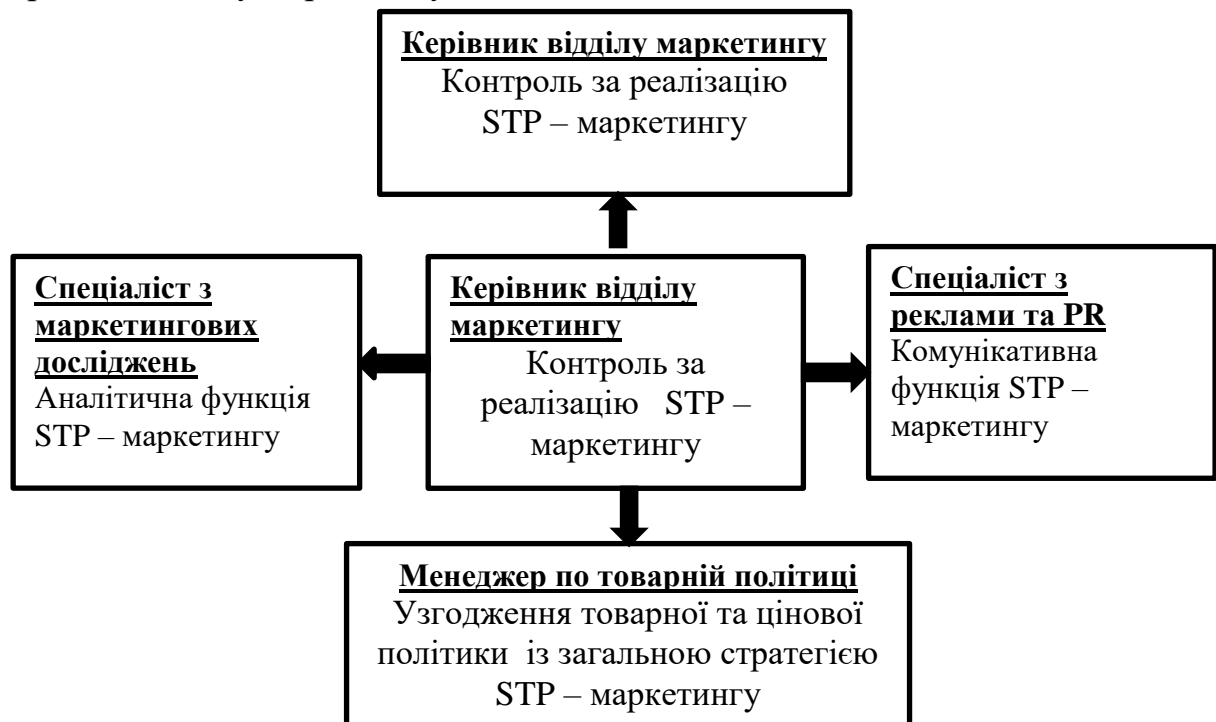 Керівник відділу маркетингу
Контроль за реалізацію
STP – маркетингу
Спеціаліст з
маркетингових
досліджень
Аналітична функція
STP – маркетингу
Керівник відділу
маркетингу
Контроль за
реалізацію STP –
маркетингу
Спеціаліст з
реклами та PR
Комунікативна
функція STP –
маркетингу
Менеджер по товарній політиці
Узгодження товарної та цінової
політики із загальною стратегією
STP – маркетингу